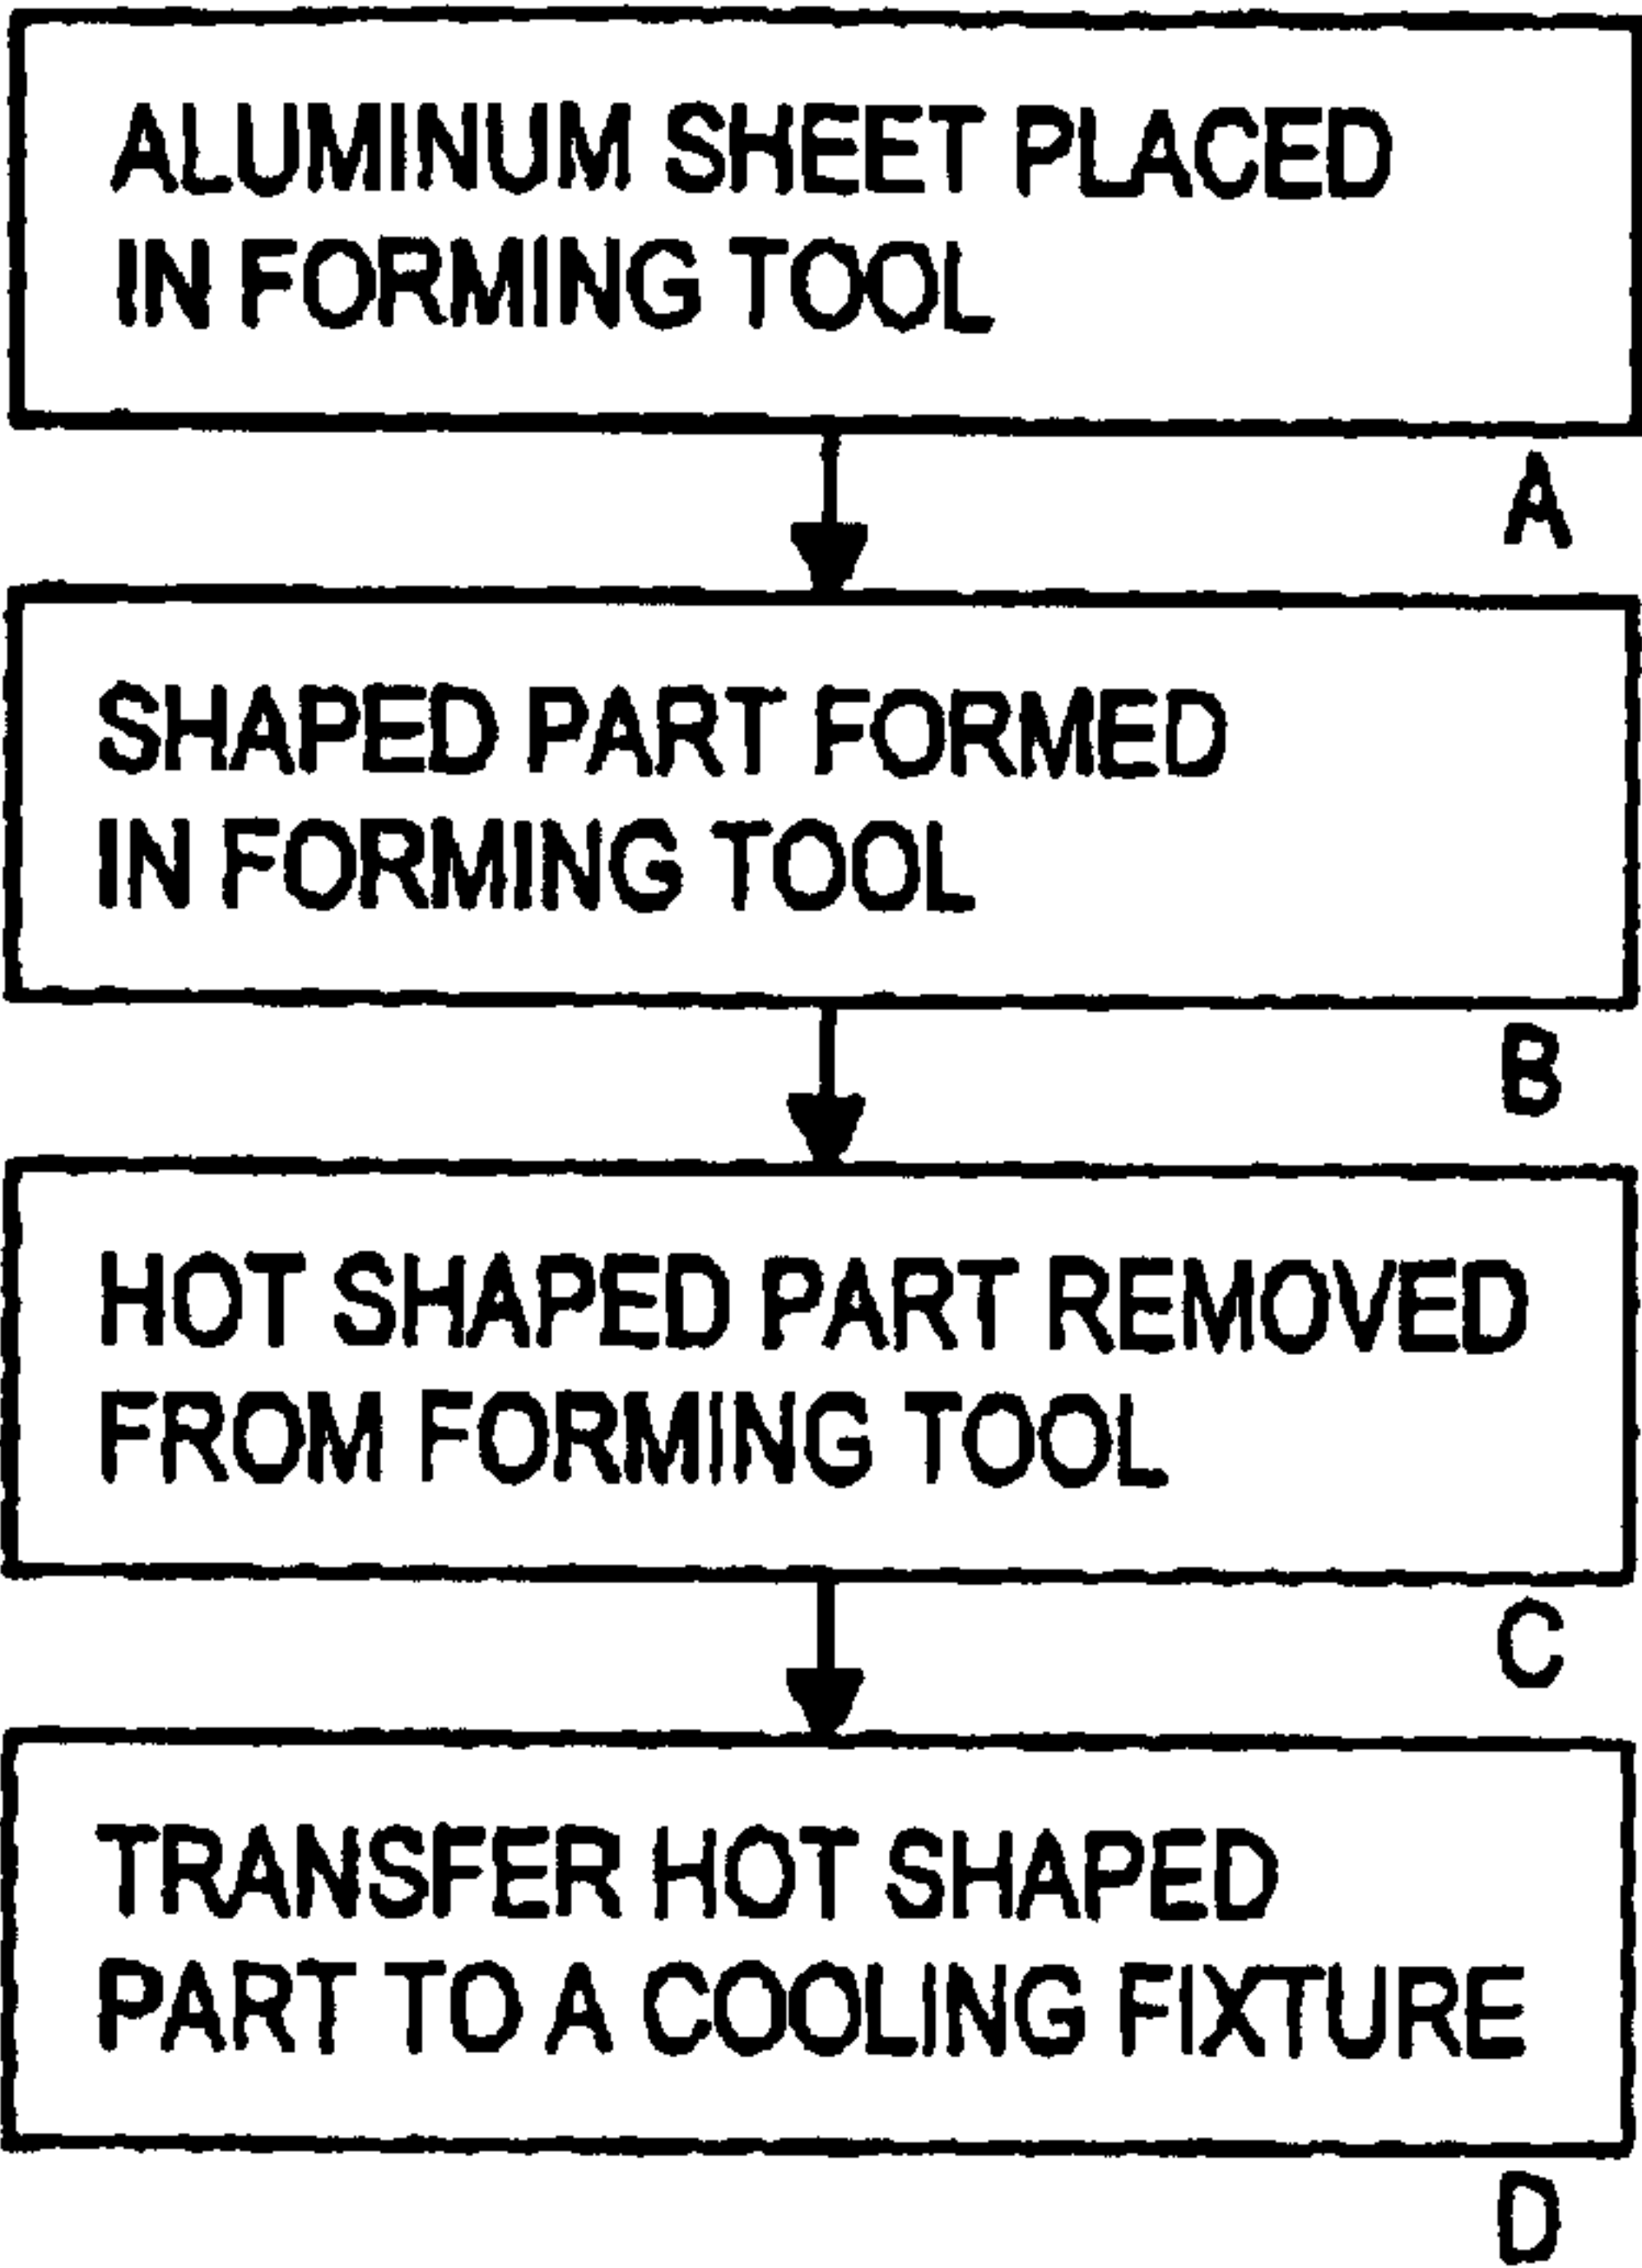 ALUMINUM SHEET PLACED
IN FORMING TOOL
A
SHAPED PART FORMED
IN FORMING TOOL
B
HOT SHAPED PART REMOVED
FROM FORMING TOOL
C
TRANSFER HOT SHAPED
PART TO A COOLING FIXTURE
D